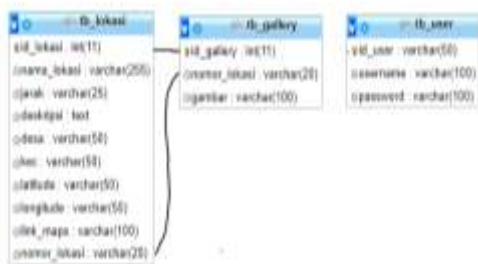 tb_lokasi
id_lokasi : int(11)
nama_lokasi : varchar(255)
jarak : varchar(25)
deskripsi : text
desa : varchar(50)
kec : varchar(50)
latitude : varchar(50)
longitude : varchar(50)
link_maps : varchar(100)
nomor_lokasi : varchar(20)
tb_gallery
id_gallery : int(11)
nomor_lokasi : varchar(20)
gambar : varchar(100)
tb_user
id_user : varchar(50)
username : varchar(100)
password : varchar(100)